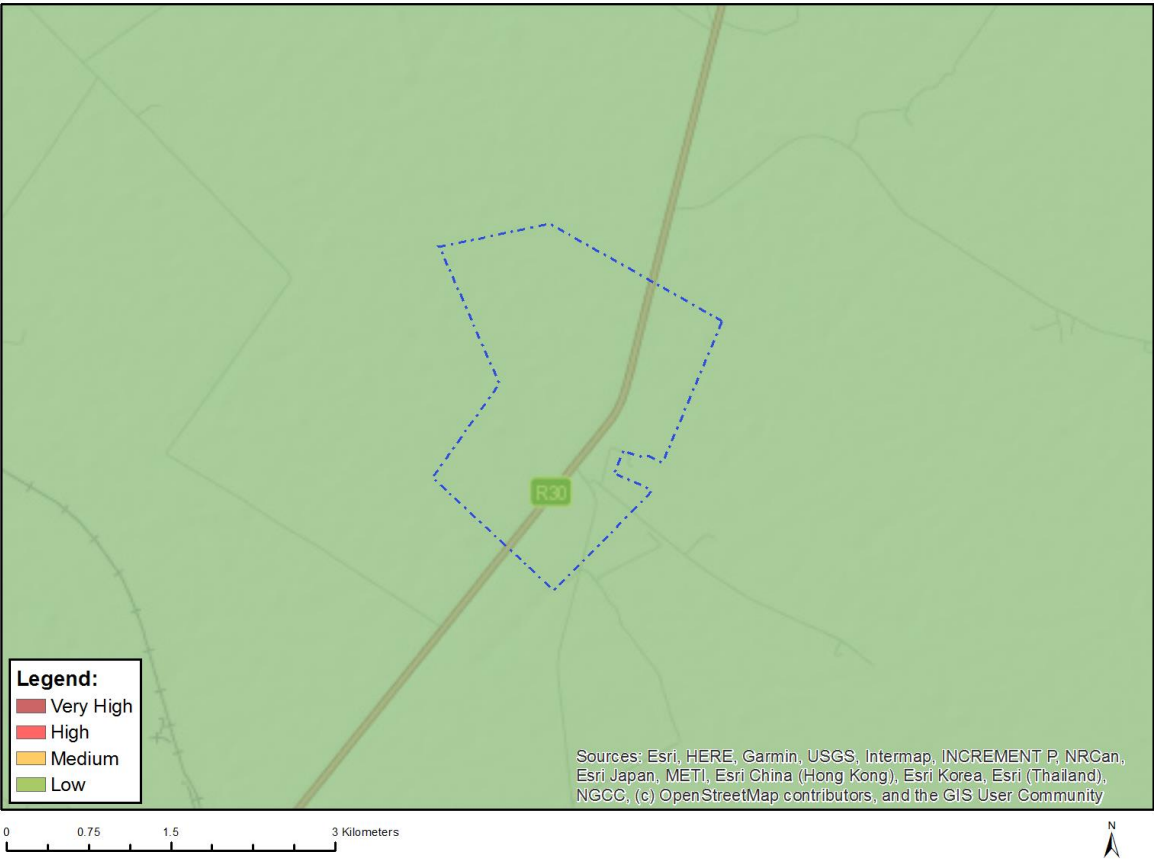 R30
Legend:
Very High
High
Medium
Low
Sources: Esri, HERE, Garmin, USGS, Intermap, INCREMENT P, NRCan,
Esri Japan, METI, Esri China (Hong Kong), Esri Korea, Esri (Thailand),
NGCC, (c) OpenStreetMap contributors, and the GIS User Community
0 0.75 1.5 3 Kilometers
N